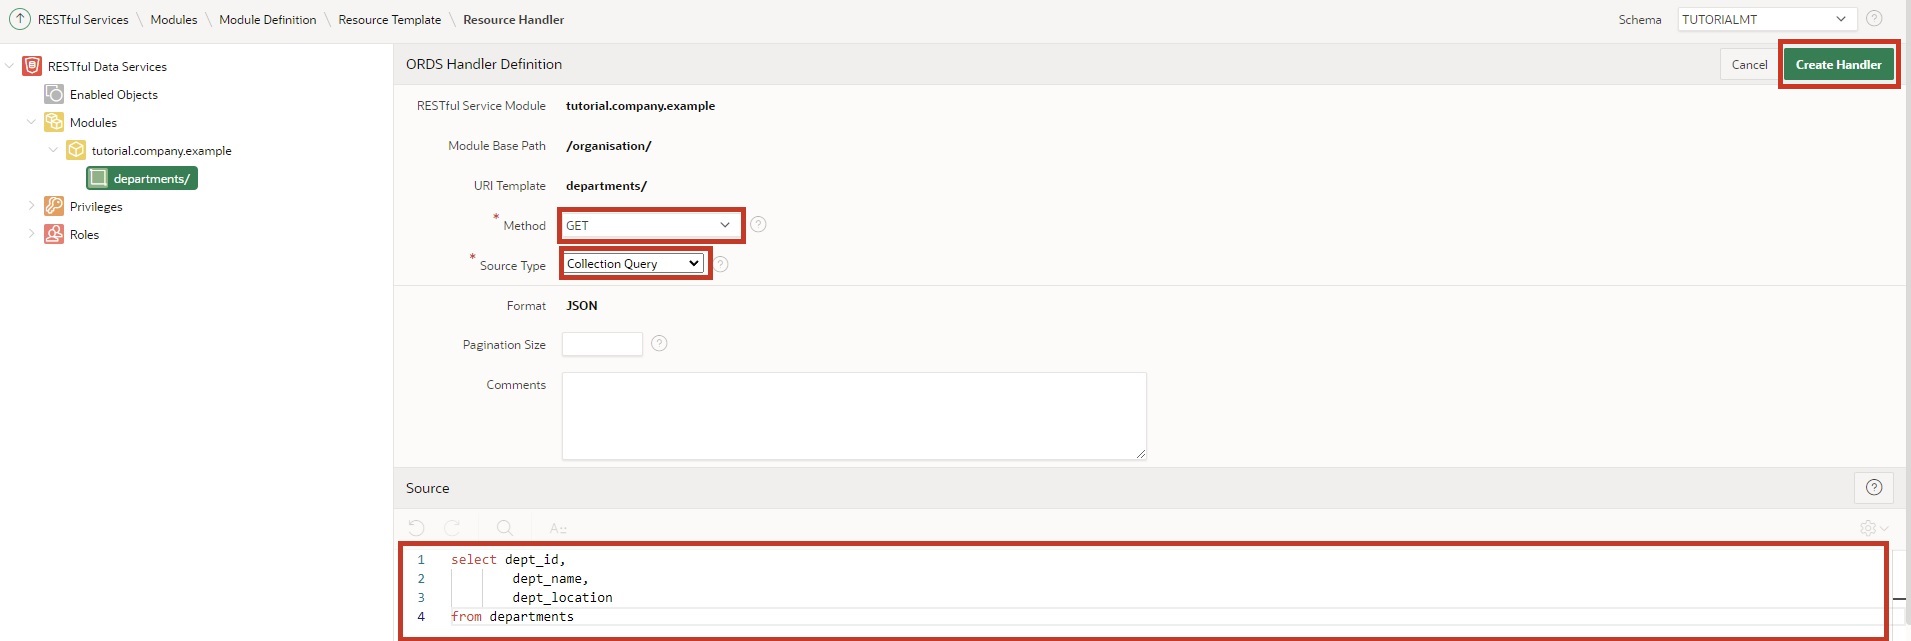 RESTful Services \ Modules \ Module Definition \ Resource Template \ Resource Handler
Schema TUTORIALMT
RESTful Data Services
Enabled Objects
Modules
tutorial.company.example
departments/
Privileges
Roles
ORDS Handler Definition
Cancel
Create Handler
RESTful Service Module tutorial.company.example
Module Base Path /organisation/
URI Template departments/
* Method GET
* Source Type Collection Query
Format JSON
Pagination Size
Comments
Source
1 select dept_id,
2 dept_name,
3 dept_location
4 from departments